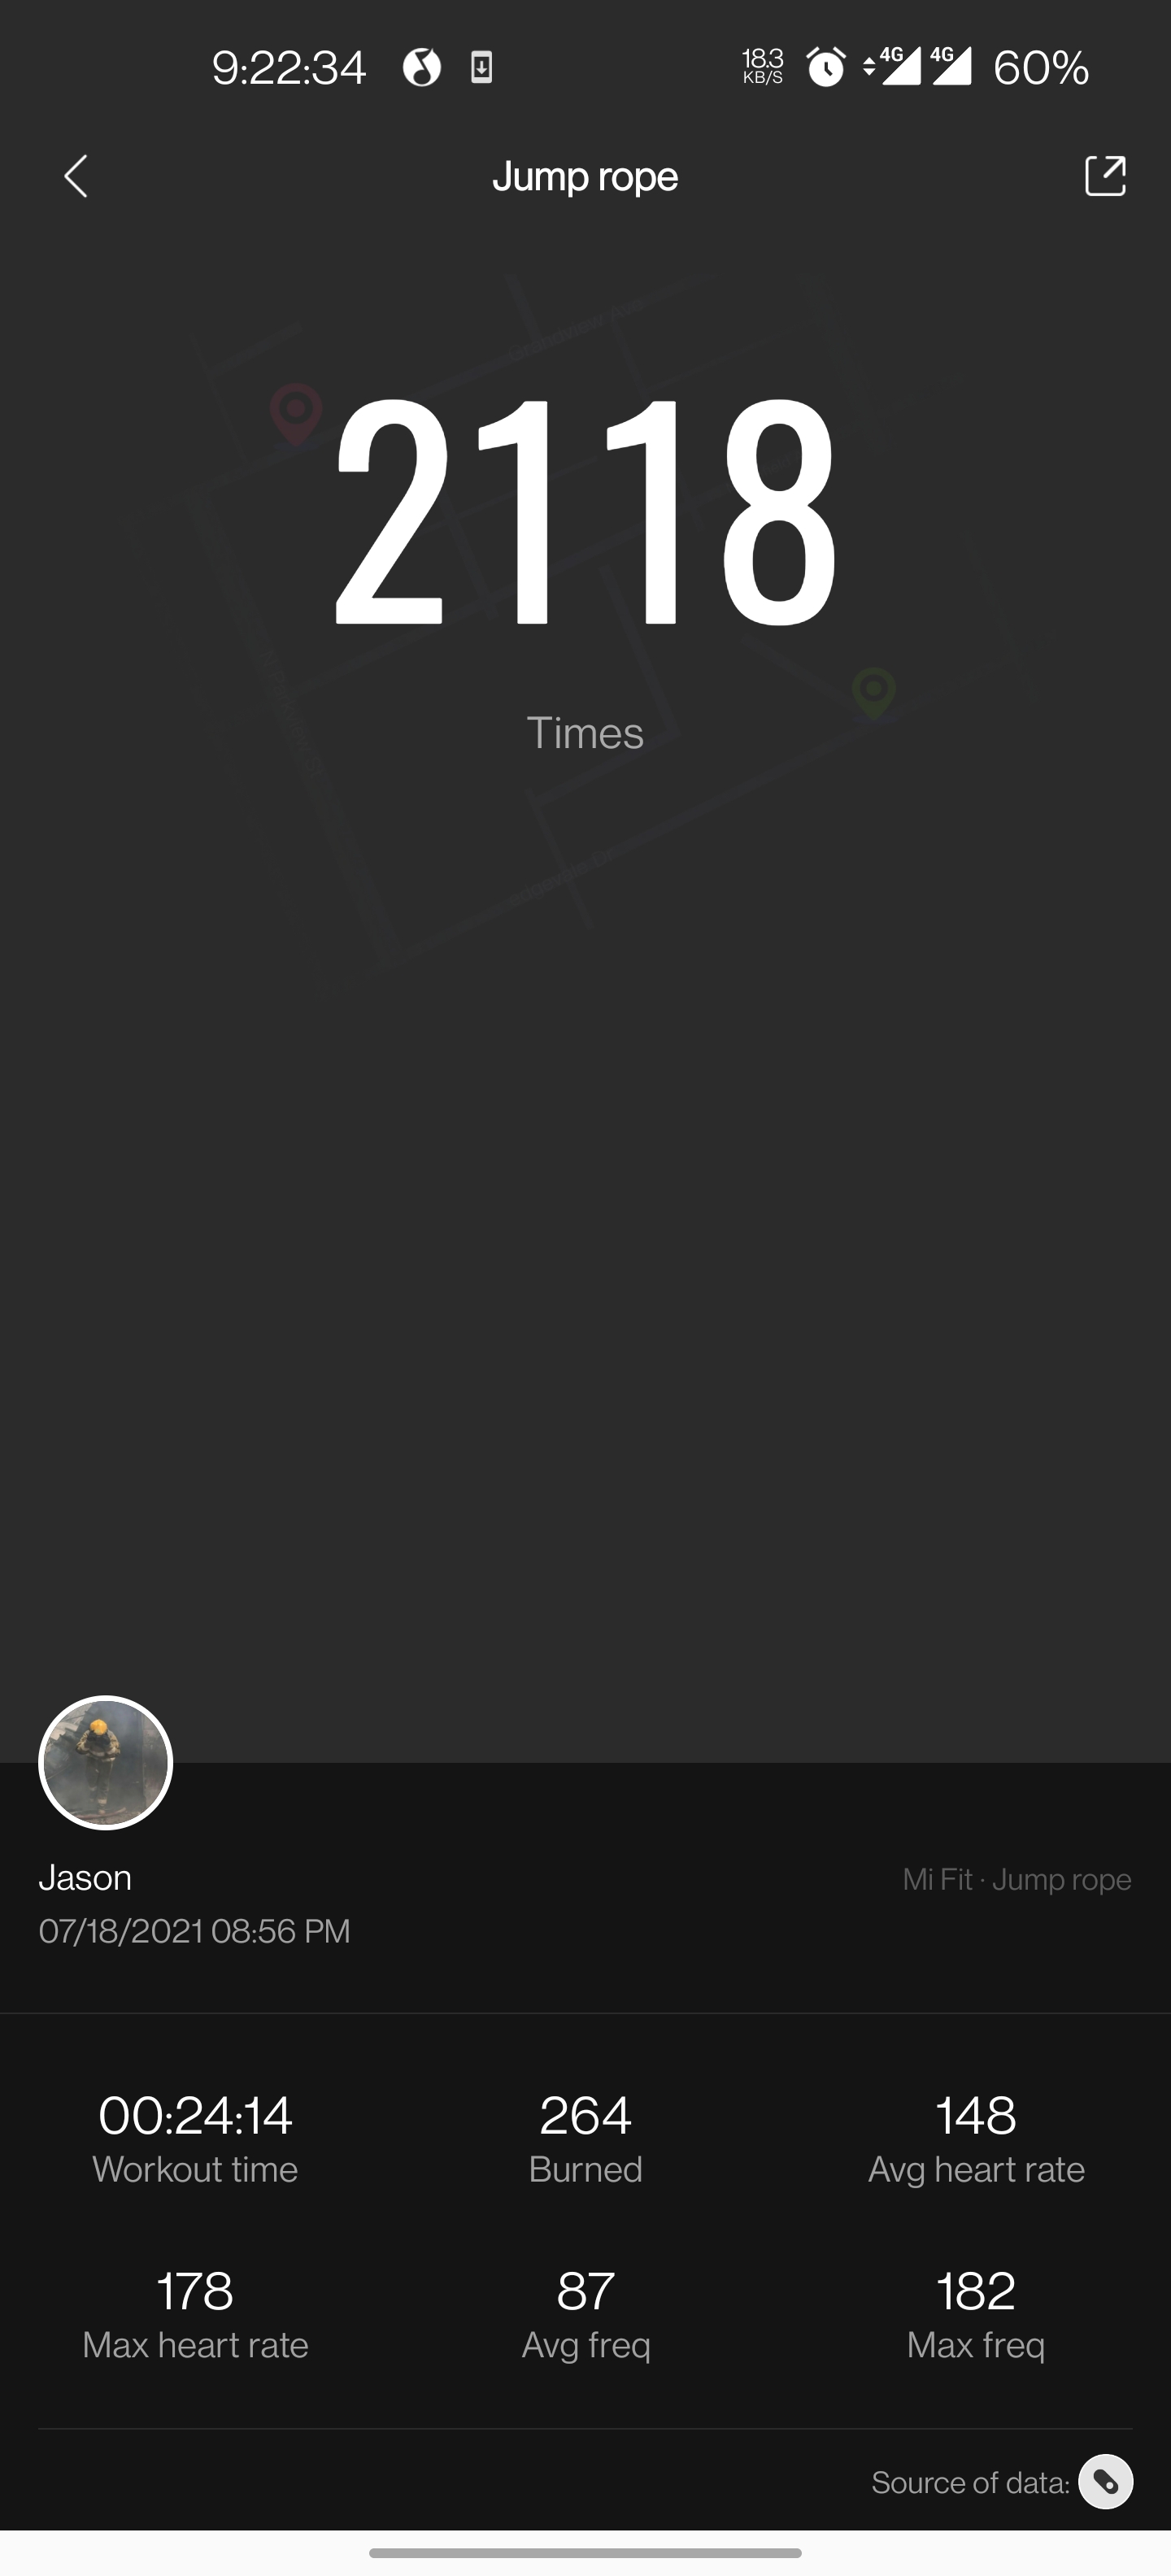 9:22:34 18.3 KB/S 4G 4G 60%
Jump rope
2118
Times
Jason
Mi Fit · Jump rope
07/18/2021 08:56 PM
00:24:14 264 148
Workout time Burned Avg heart rate
178 87 182
Max heart rate Avg freq Max freq
Source of data: